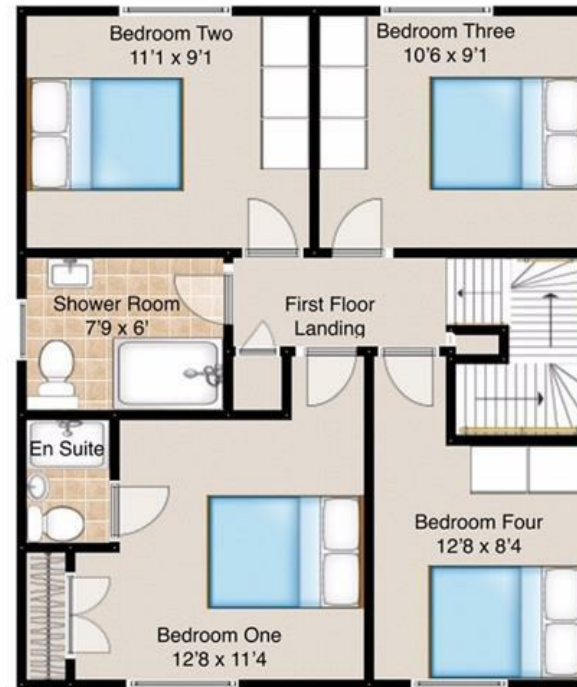 Bedroom Two
11'1 x 9'1
Bedroom Three
10'6 x 9'1
Shower Room
7'9 x 6'
First Floor
Landing
En Suite
Bedroom Four
12'8 x 8'4
Bedroom One
12'8 x 11'4